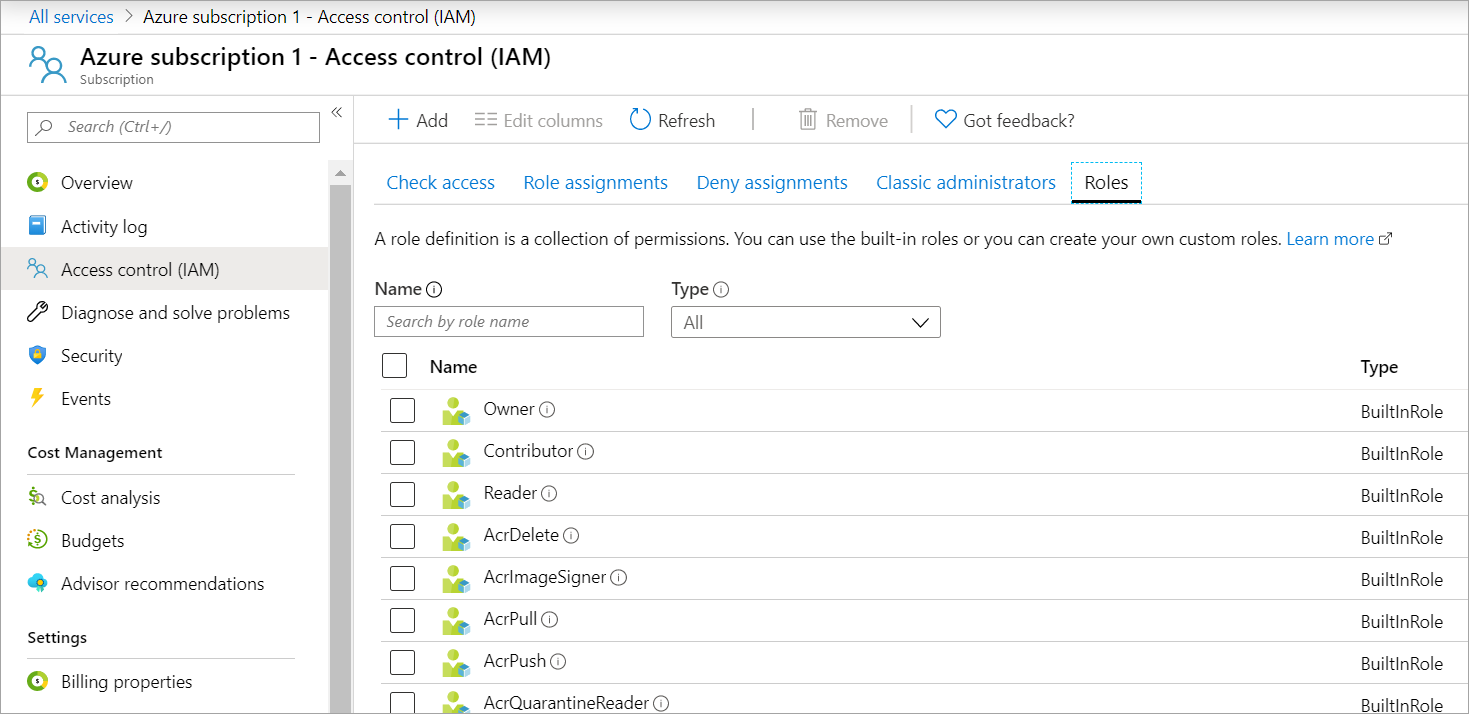 All services > Azure subscription 1 - Access control (IAM)
Azure subscription 1 - Access control (IAM)
Subscription
Search (Ctrl+/)
«
Overview
Activity log
Access control (IAM)
Diagnose and solve problems
Security
Events
Cost Management
Cost analysis
Budgets
Advisor recommendations
Settings
Billing properties
Add Edit columns Refresh Remove Got feedback?
Check access Role assignments Deny assignments Classic administrators Roles
A role definition is a collection of permissions. You can use the built-in roles or you can create your own custom roles. Learn more
Name Type
Search by role name All
Name Type
Owner BuiltInRole
Contributor BuiltInRole
Reader BuiltInRole
AcrDelete BuiltInRole
AcrImageSigner BuiltInRole
AcrPull BuiltInRole
AcrPush BuiltInRole
AcrQuarantineReader BuiltInRole